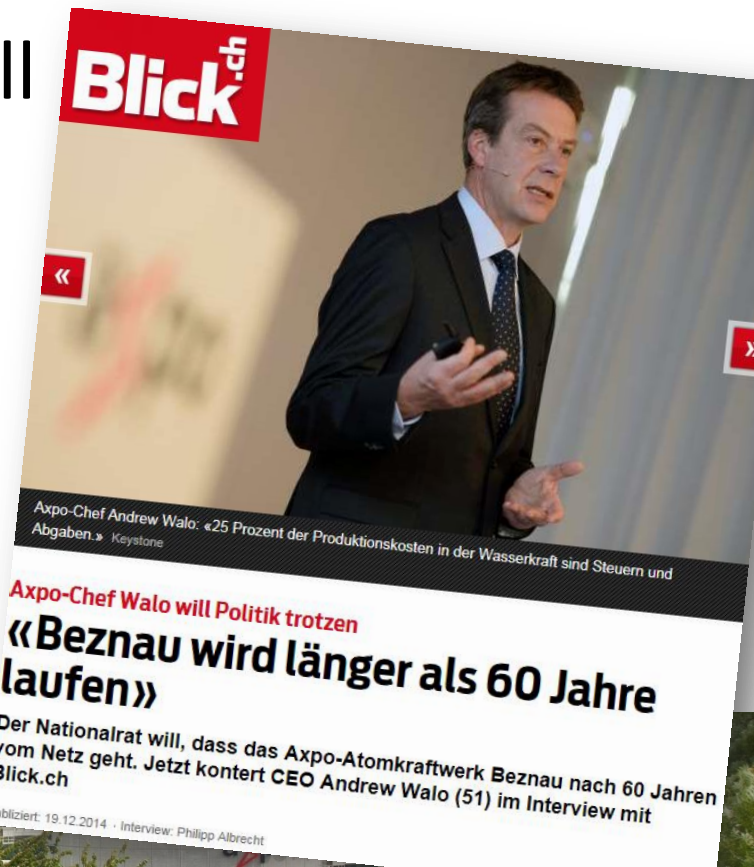 ll
Blick.ch
«
»
Axpo-Chef Andrew Walo: «25 Prozent der Produktionskosten in der Wasserkraft sind Steuern und
Abgaben.» Keystone
Axpo-Chef Walo will Politik trotzen
«Beznau wird länger als 60 Jahre
laufen»
Der Nationalrat will, dass das Axpo-Atomkraftwerk Beznau nach 60 Jahren
vom Netz geht. Jetzt kontert CEO Andrew Walo (51) im Interview mit
Blick.ch
ubliziert: 19.12.2014 · Interview: Philipp Albrecht